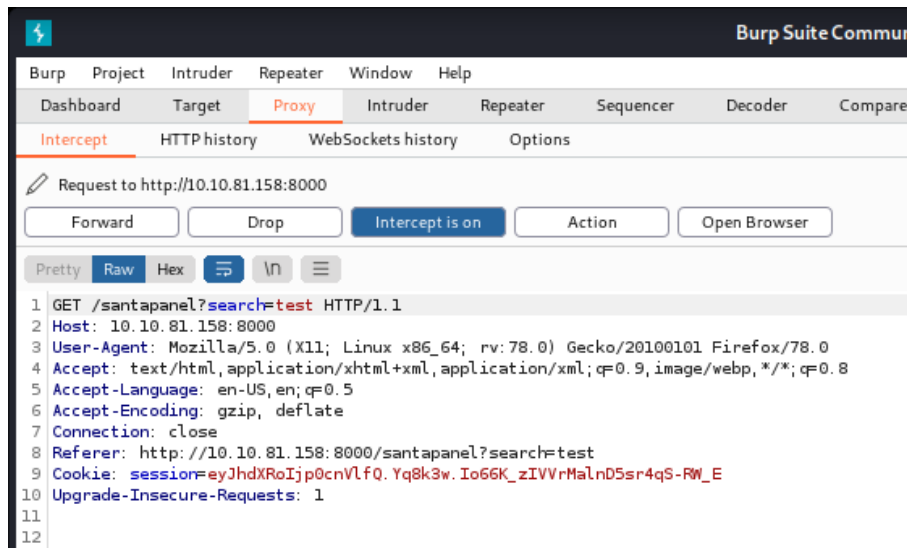 Burp Suite Commun
Burp Project Intruder Repeater Window Help
Dashboard Target Proxy Intruder Repeater Sequencer Decoder Compare
Intercept HTTP history WebSockets history Options
Request to http://10.10.81.158:8000
Forward Drop Intercept is on Action Open Browser
Pretty Raw Hex \n
1 GET /santapanel?search=test HTTP/1.1
2 Host: 10.10.81.158:8000
3 User-Agent: Mozilla/5.0 (X11; Linux x86_64; rv:78.0) Gecko/20100101 Firefox/78.0
4 Accept: text/html,application/xhtml+xml,application/xml;q=0.9,image/webp,*/*;q=0.8
5 Accept-Language: en-US,en;q=0.5
6 Accept-Encoding: gzip, deflate
7 Connection: close
8 Referer: http://10.10.81.158:8000/santapanel?search=test
9 Cookie: session=eyJhdXRoIjp0cnVlfQ.Yq8k3w.Io66K_zIVVrMalnD5sr4qS-RW_E
10 Upgrade-Insecure-Requests: 1
11
12